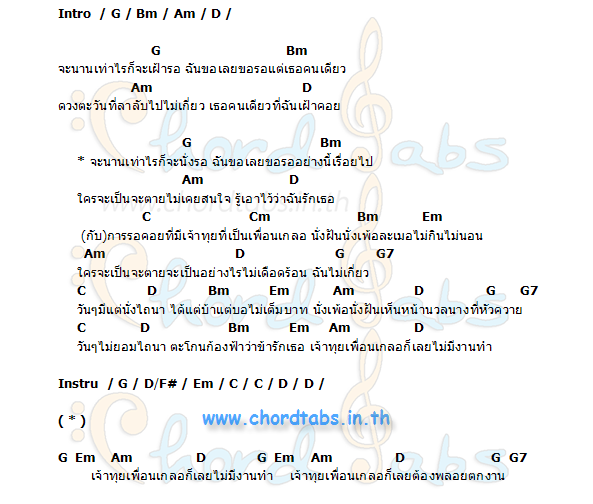 Intro / G / Bm / Am / D /
G Bm
จะนานเท่าไรก็จะเฝ้ารอ ฉันขอเลยขอรอแต่เธอคนเดียว
Am D
ดวงตะวันที่ลาลับไปไม่เกี่ยว เธอคนเดียวที่ฉันเฝ้าคอย
G Bm
* จะนานเท่าไรก็จะนั่งรอ ฉันขอเลยขอรออย่างนี้เรื่อยไป
Am D
ใครจะเป็นจะตายไม่เคยสนใจ รู้เอาไว้ว่าฉันรักเธอ
C Cm Bm Em
(กับ)การรอคอยที่มีเจ้าทุยที่เป็นเพื่อนเกลอ นั่งฝันนั่งเพ้อละเมอไม่กินไม่นอน
Am D G G7
ใครจะเป็นจะตายจะเป็นอย่างไรไม่เดือดร้อน ฉันไม่เกี่ยว
C D Bm Em Am D G G7
วันๆมีแต่นั่งไถนา ได้แต่บ้าแต่บอไม่เต็มบาท นั่งเพ้อนั่งฝันเห็นหน้านวลนางที่หัวควาย
C D Bm Em Am D
วันๆไม่ยอมไถนา ตะโกนก้องฟ้าว่าข้ารักเธอ เจ้าทุยเพื่อนเกลอก็เลยไม่มีงานทำ
Instru / G / D/F# / Em / C / C / D / D /
( * )
www.chordtabs.in.th
G Em Am D G Em Am D G G7
เจ้าทุยเพื่อนเกลอก็เลยไม่มีงานทำ เจ้าทุยเพื่อนเกลอก็เลยต้องพลอยตกงาน